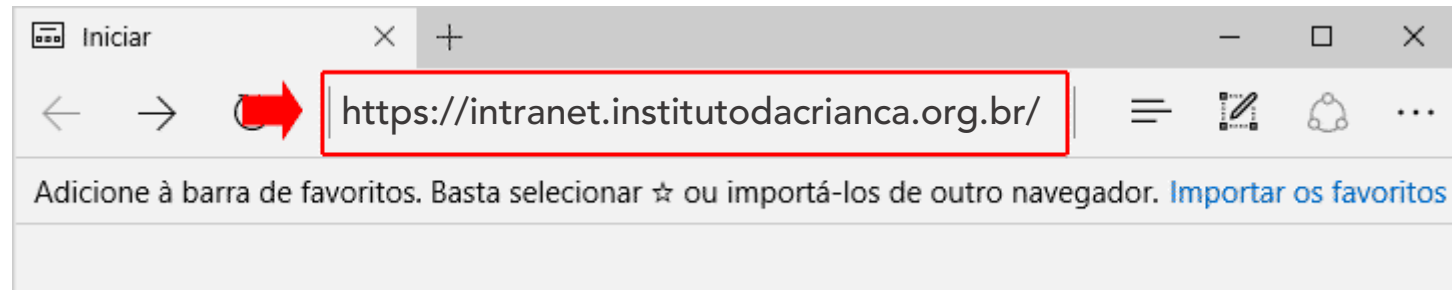 Iniciar
https://intranet.institutodacrianca.org.br/
Adicione à barra de favoritos. Basta selecionar ☆ ou importá-los de outro navegador. Importar os favoritos